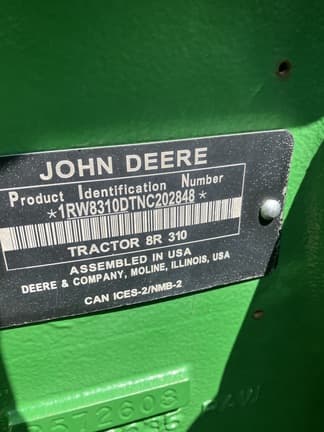 JOHN DEERE
Product Identification Number
*1RW8310DTNC202848*
TRACTOR 8R 310
ASSEMBLED IN USA
DEERE & COMPANY, MOLINE, ILLINOIS, USA
CAN ICES-2/NMB-2
R572608